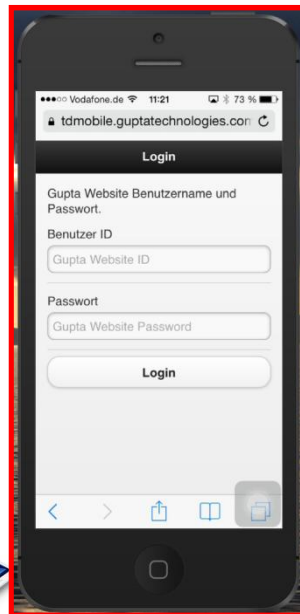 ●●●○○ Vodafone.de 11:21 73 %
tdmobile.guptatechnologies.com
Login
Gupta Website Benutzername und
Passwort.
Benutzer ID
Gupta Website ID
Passwort
Gupta Website Password
Login